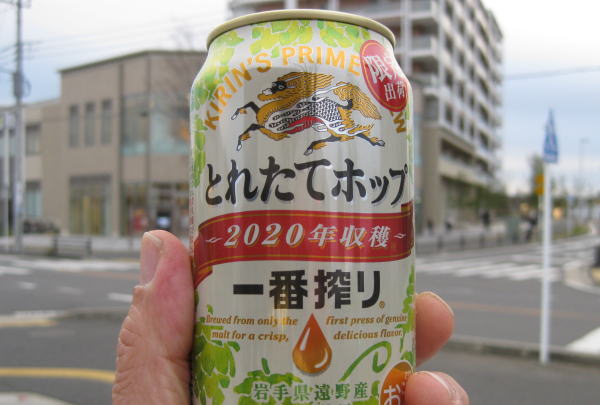 KIRIN'S PRIME BREW
限定
出荷
とれたてホップ
2020年収穫
一番搾り®
Brewed from only the first press of genuine
malt for a crisp, delicious flavor.
岩手県遠野産
お